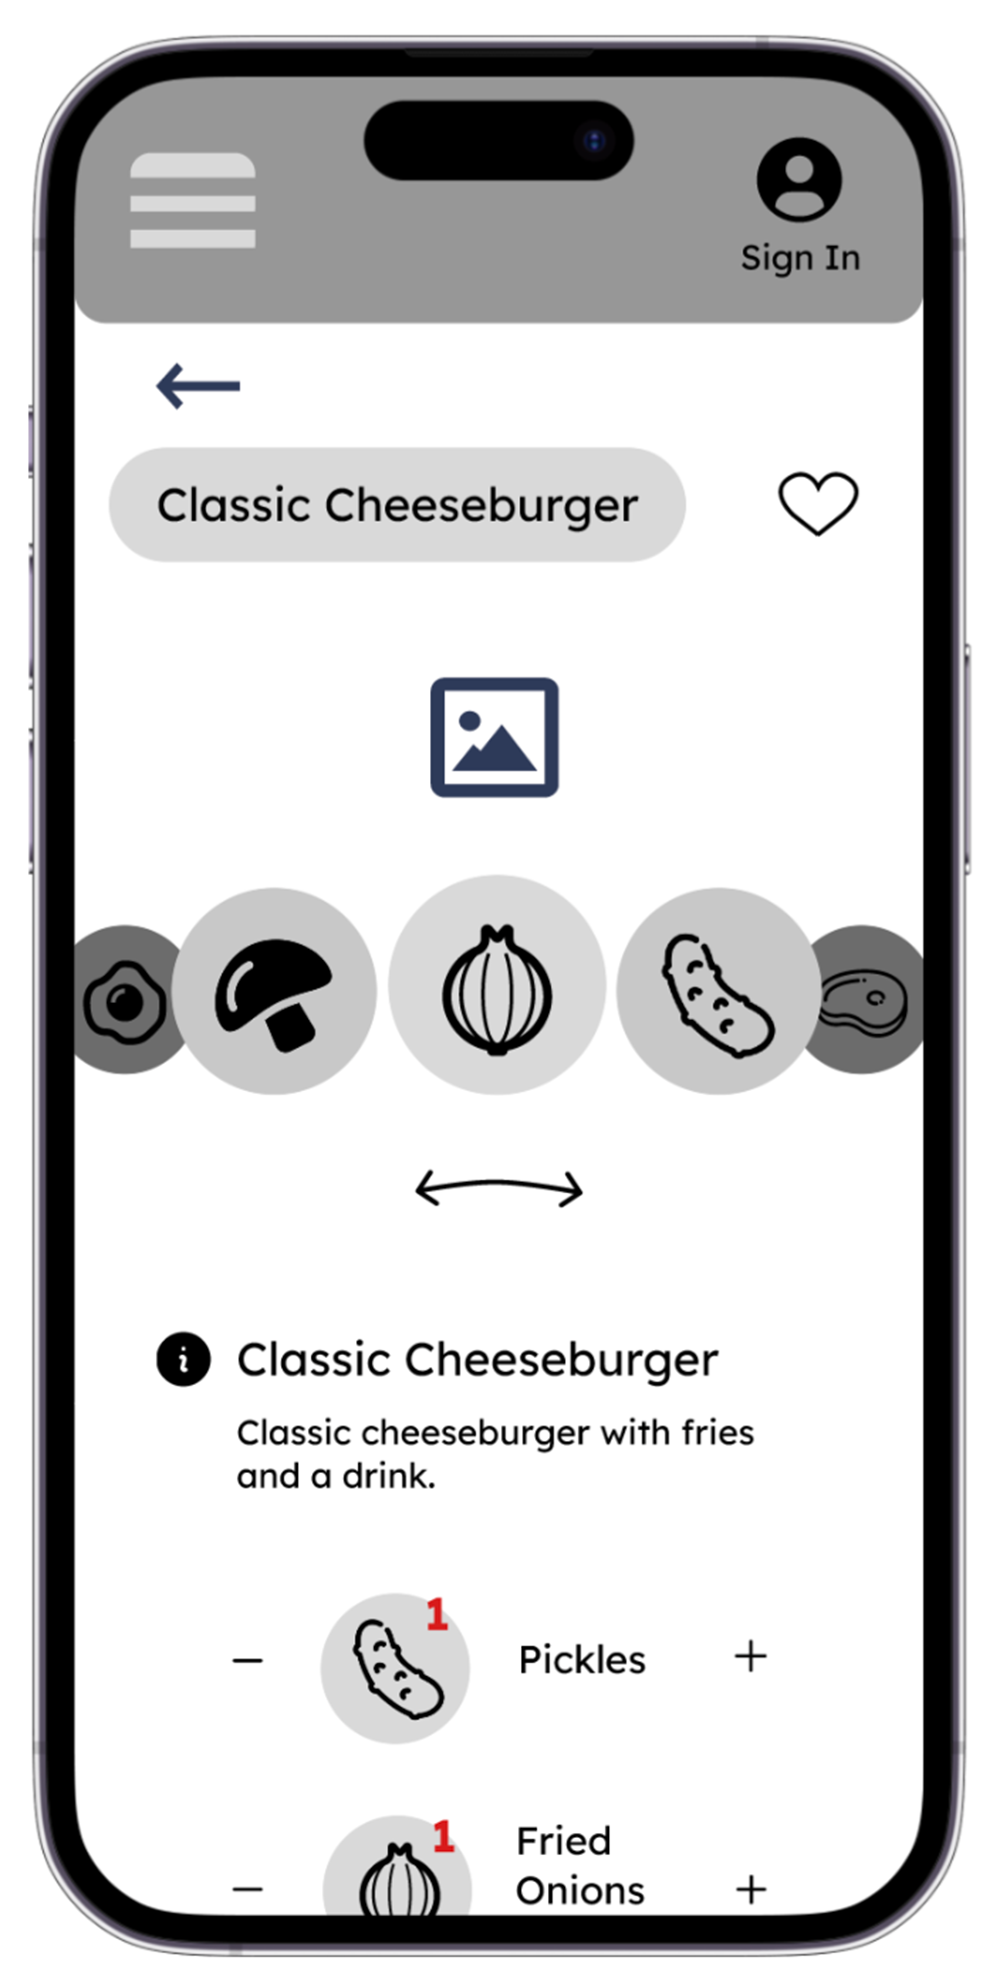 Sign In
Classic Cheeseburger
Classic Cheeseburger
Classic cheeseburger with fries
and a drink.
1
Pickles
1
Fried
Onions